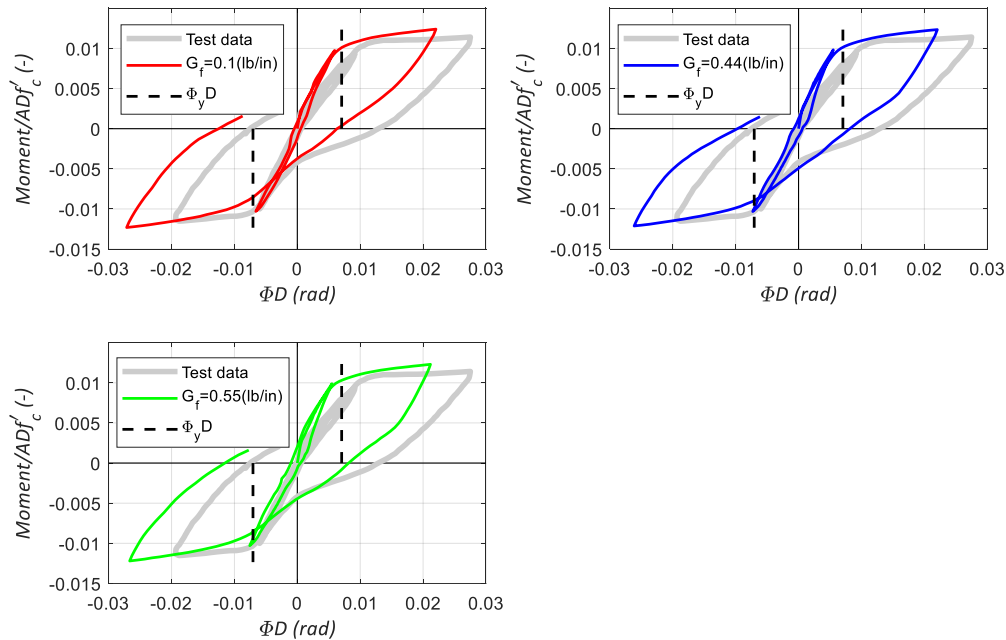 0.01
0.005
0
-0.005
-0.01
-0.015
Moment/ADf′c (-)
Test data
Gf=0.1(lb/in)
ΦyD
-0.03 -0.02 -0.01 0 0.01 0.02 0.03
ΦD (rad)
0.01
0.005
0
-0.005
-0.01
-0.015
Moment/ADf′c (-)
Test data
Gf=0.44(lb/in)
ΦyD
-0.03 -0.02 -0.01 0 0.01 0.02 0.03
ΦD (rad)
0.01
0.005
0
-0.005
-0.01
-0.015
Moment/ADf′c (-)
Test data
Gf=0.55(lb/in)
ΦyD
-0.03 -0.02 -0.01 0 0.01 0.02 0.03
ΦD (rad)